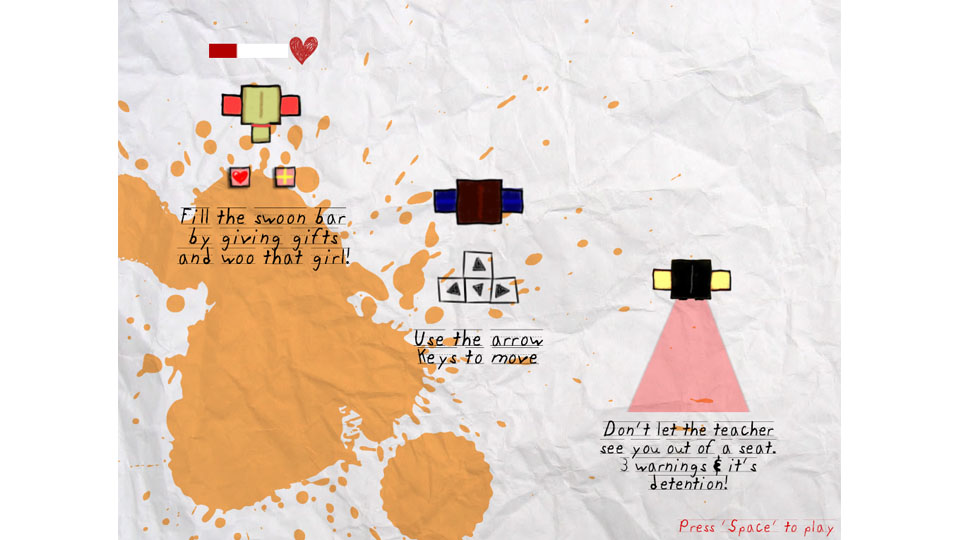 Fill the swoon bar
by giving gifts
and woo that girl!
Use the arrow
Keys to move
Don't let the teacher
see you out of a seat.
3 warnings & it's
detention!
Press 'Space' to play